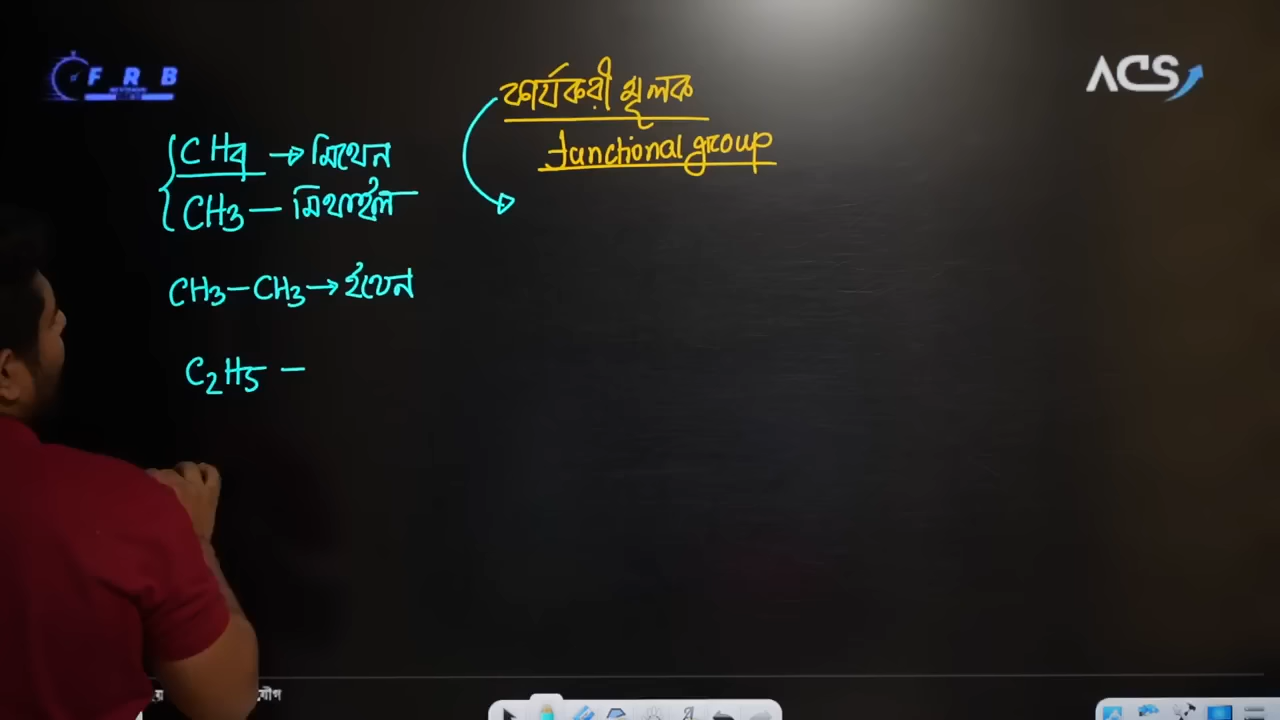 FRB
ACS
কার্যকরী মূলক
Functional group
CH4 → মিথেন
CH3 — মিথাইল
CH3 — CH3 → ইথেন
C2H5 —
যৌগ